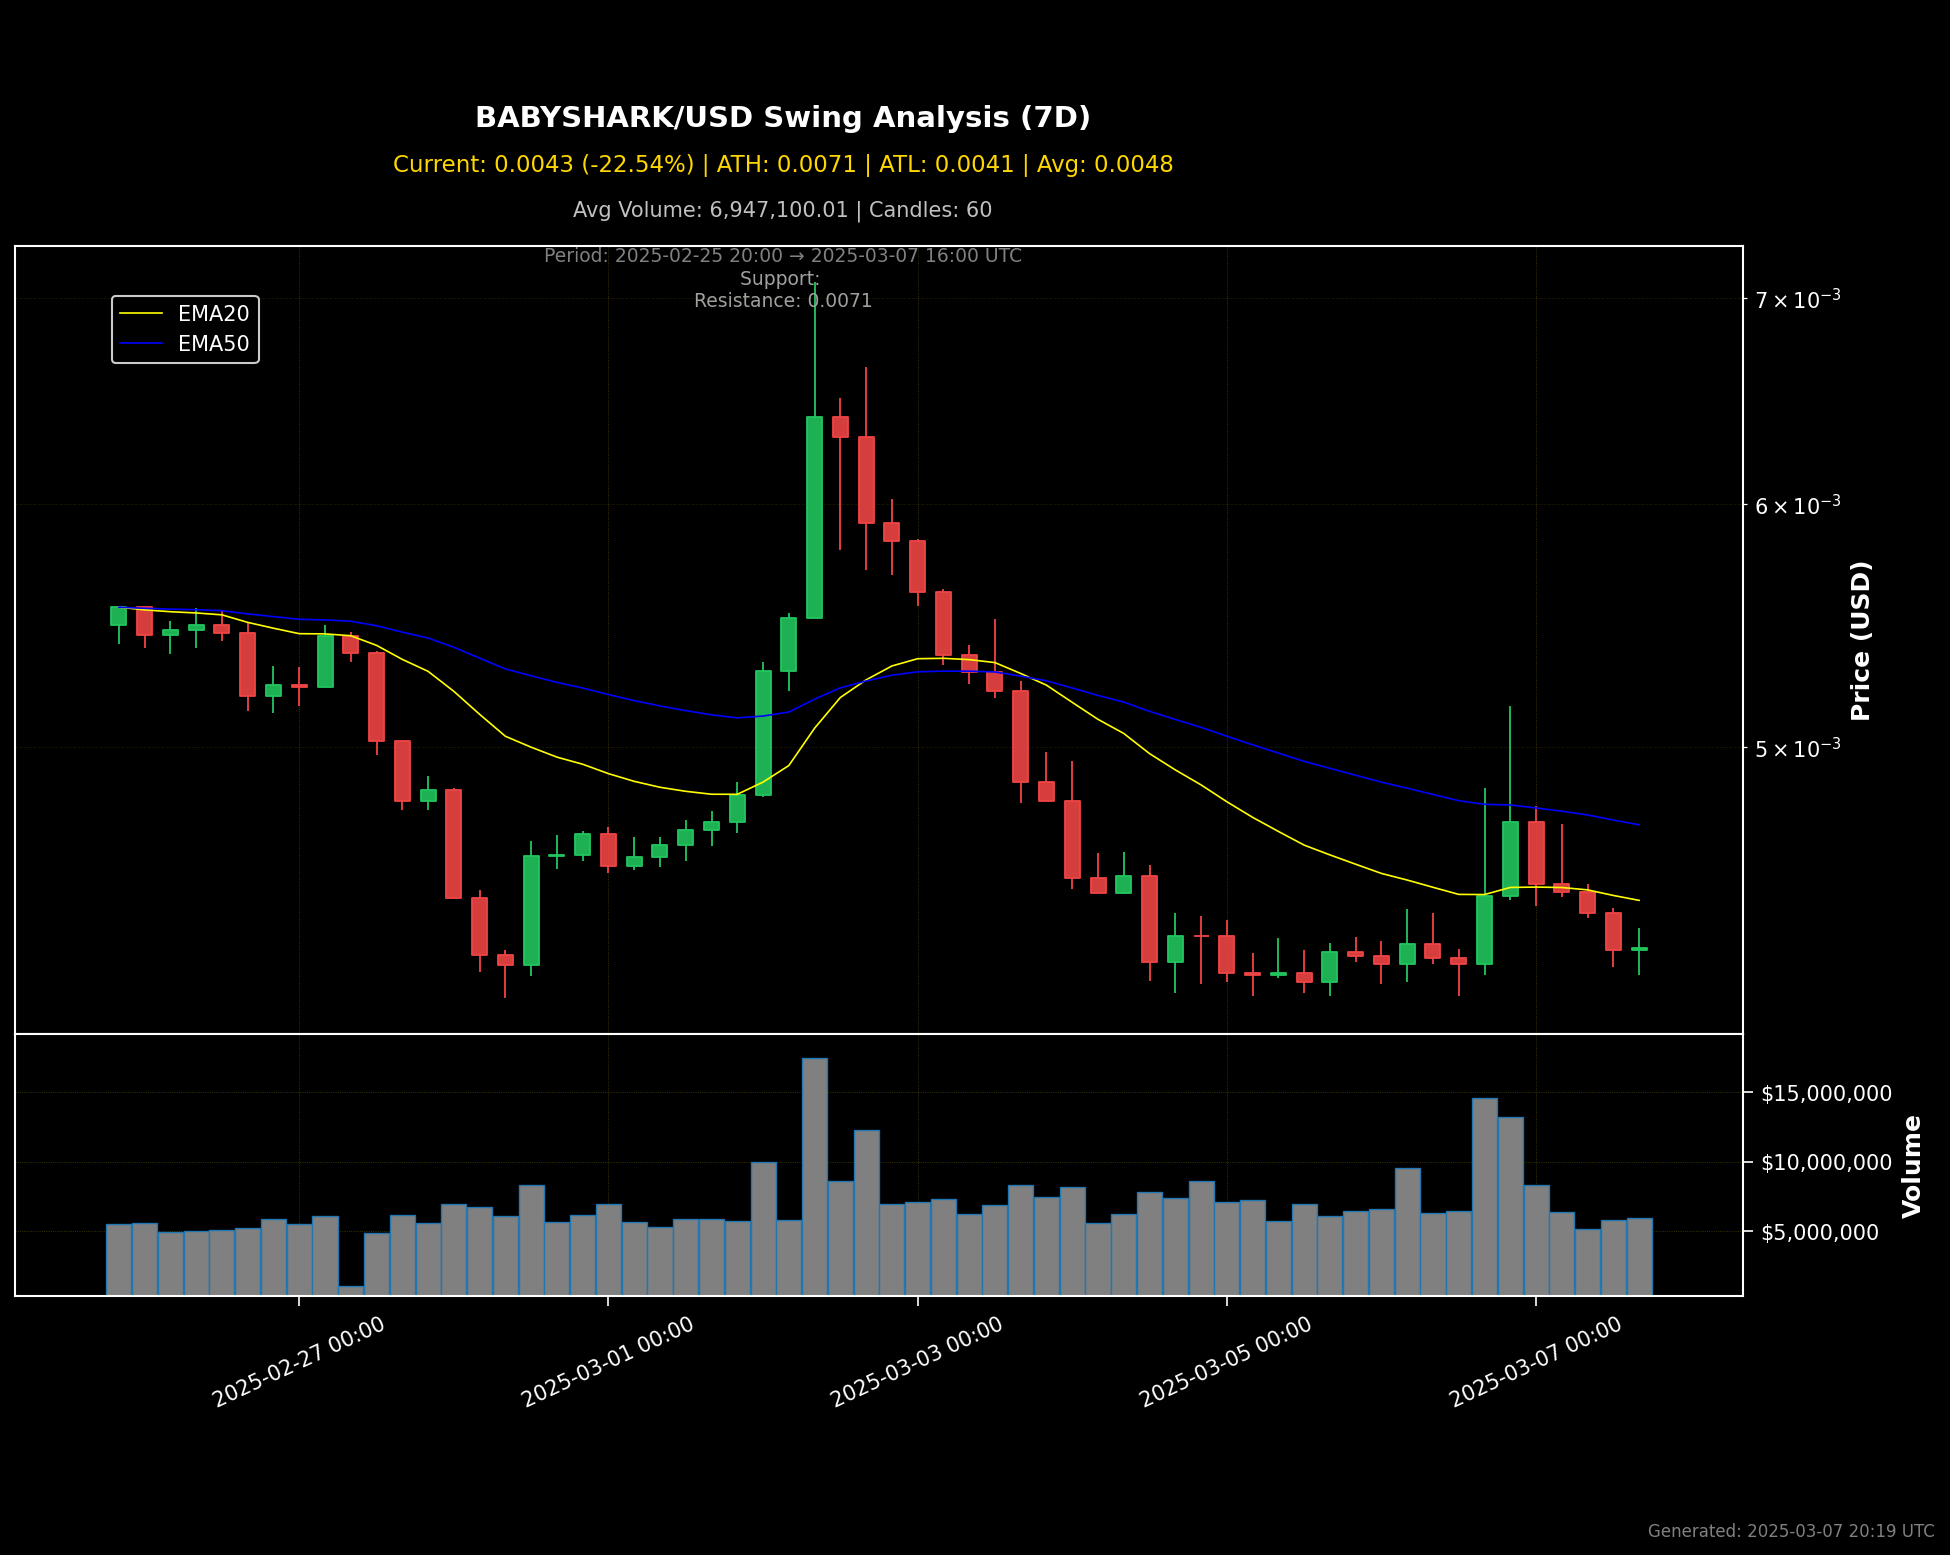 BABYSHARK/USD Swing Analysis (7D)
Current: 0.0043 (-22.54%) | ATH: 0.0071 | ATL: 0.0041 | Avg: 0.0048
Avg Volume: 6,947,100.01 | Candles: 60
Period: 2025-02-25 20:00 → 2025-03-07 16:00 UTC
Support:
Resistance: 0.0071
EMA20
EMA50
7 × 10⁻³
6 × 10⁻³
5 × 10⁻³
Price (USD)
$15,000,000
$10,000,000
$5,000,000
Volume
2025-02-27 00:00
2025-03-01 00:00
2025-03-03 00:00
2025-03-05 00:00
2025-03-07 00:00
Generated: 2025-03-07 20:19 UTC